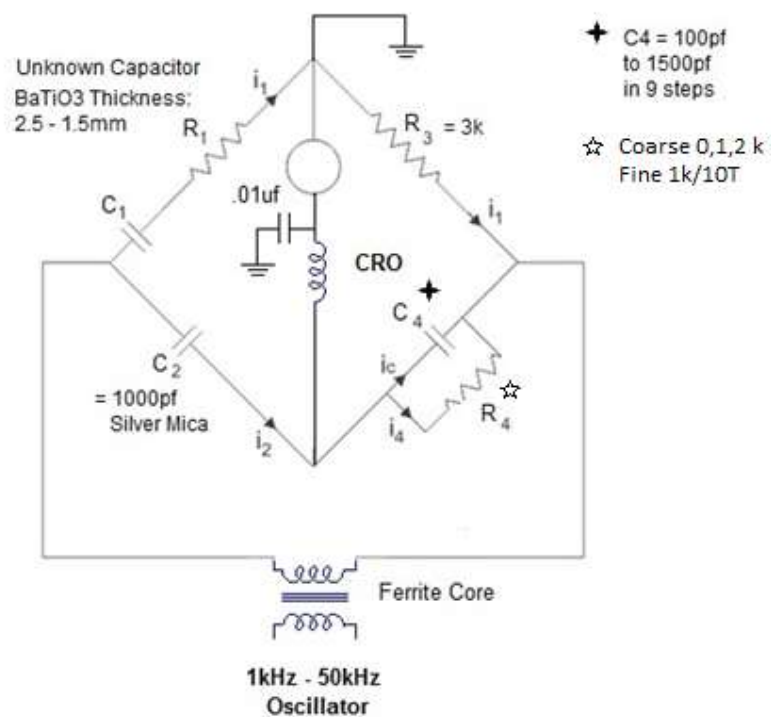 Unknown Capacitor
BaTiO3 Thickness:
2.5 - 1.5mm
i1
R1
R3 = 3k
✦ C4 = 100pf
to 1500pf
in 9 steps
☆ Coarse 0,1,2 k
Fine 1k/10T
.01uf
C1
i1
CRO
✦
C4
C2
= 1000pf
Silver Mica
ic
☆
R4
i4
i2
Ferrite Core
1kHz - 50kHz
Oscillator